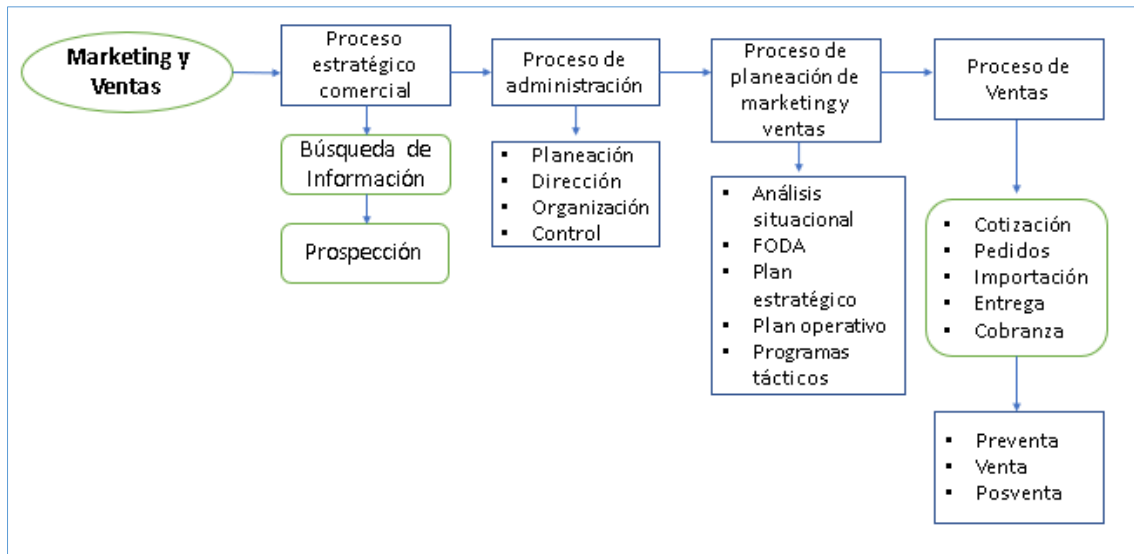 Marketing y
Ventas
Proceso
estratégico
comercial
Búsqueda de
Información
Prospección
Proceso de
administración
▪ Planeación
▪ Dirección
▪ Organización
▪ Control
Proceso de
planeación de
marketing y
ventas
▪ Análisis
situacional
▪ FODA
▪ Plan
estratégico
▪ Plan operativo
▪ Programas
tácticos
Proceso de
Ventas
▪ Cotización
▪ Pedidos
▪ Importación
▪ Entrega
▪ Cobranza
▪ Preventa
▪ Venta
▪ Posventa